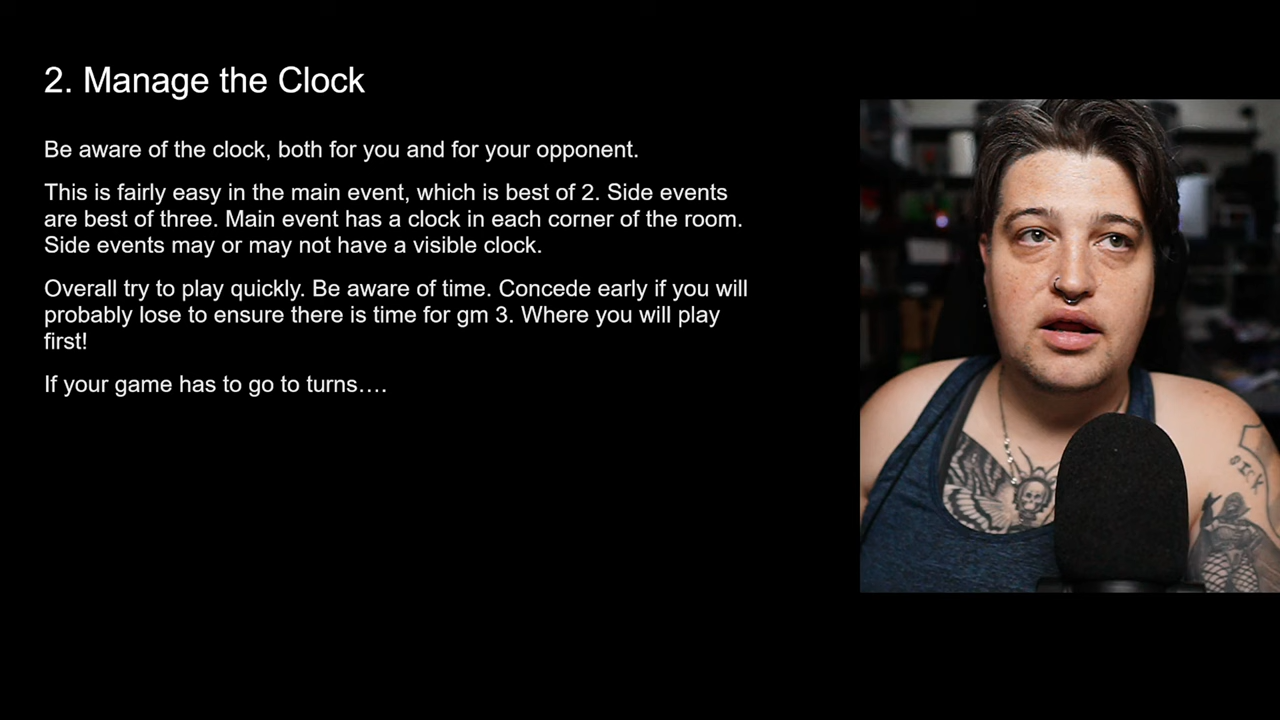 2. Manage the Clock
Be aware of the clock, both for you and for your opponent.
This is fairly easy in the main event, which is best of 2. Side events
are best of three. Main event has a clock in each corner of the room.
Side events may or may not have a visible clock.
Overall try to play quickly. Be aware of time. Concede early if you will
probably lose to ensure there is time for gm 3. Where you will play
first!
If your game has to go to turns….